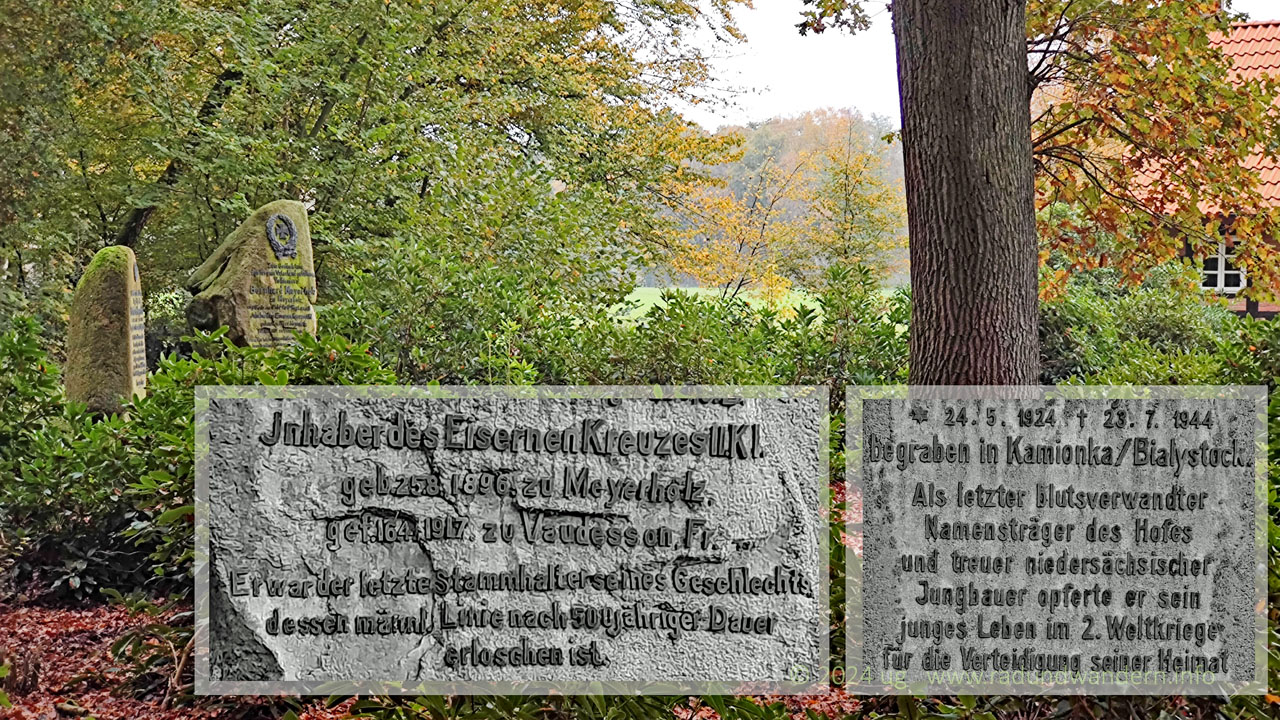 Gerhard Meyerholz
Jnhaber des Eisernen Kreuzes II.Kl.
geb.25.8.1896. zu Meyerholz.
gef.16.4.1917. zu Vaudesson, Fr.
Er war der letzte Stammhalter seines Geschlechts,
dessen männl. Linie nach 500jähriger Dauer
erloschen ist.
* 24.5.1924 † 23.7.1944
begraben in Kamionka/Bialystock.
Als letzter blutsverwandter
Namensträger des Hofes
und treuer niedersächsischer
Jungbauer opferte er sein
junges Leben im 2.Weltkriege
für die Verteidigung seiner Heimat
© 2024 ug - www.radundwandern.info